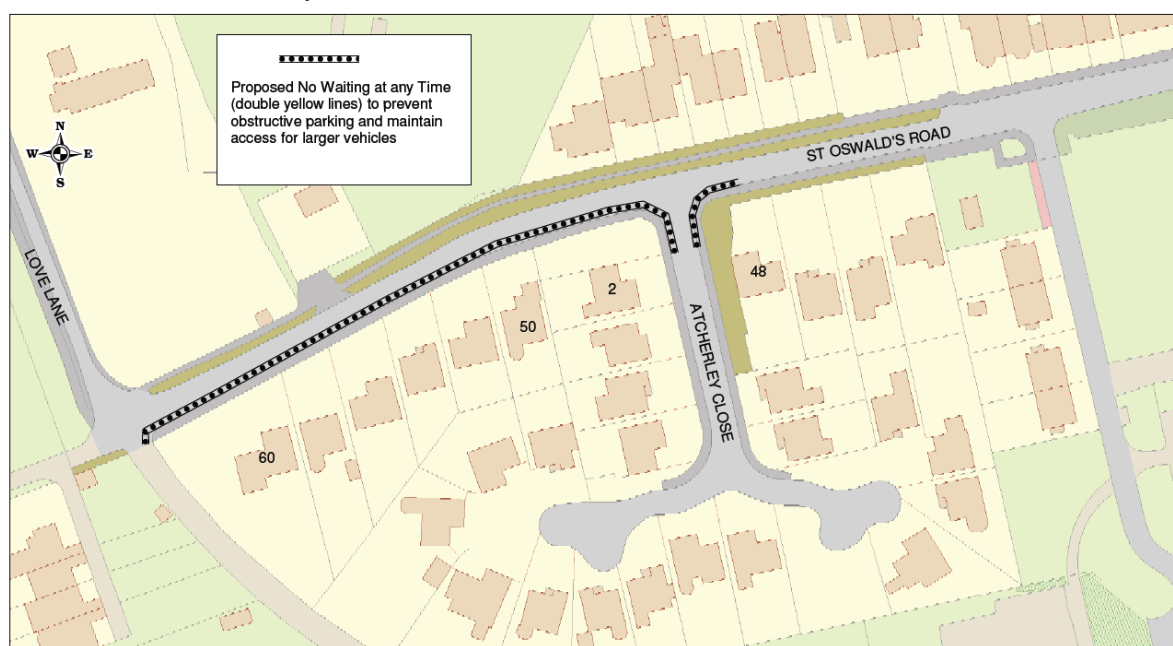 Proposed No Waiting at any Time
(double yellow lines) to prevent
obstructive parking and maintain
access for larger vehicles
N
W E
S
ST OSWALD'S ROAD
LOVE LANE
48
2
50
ATCHERLEY CLOSE
60